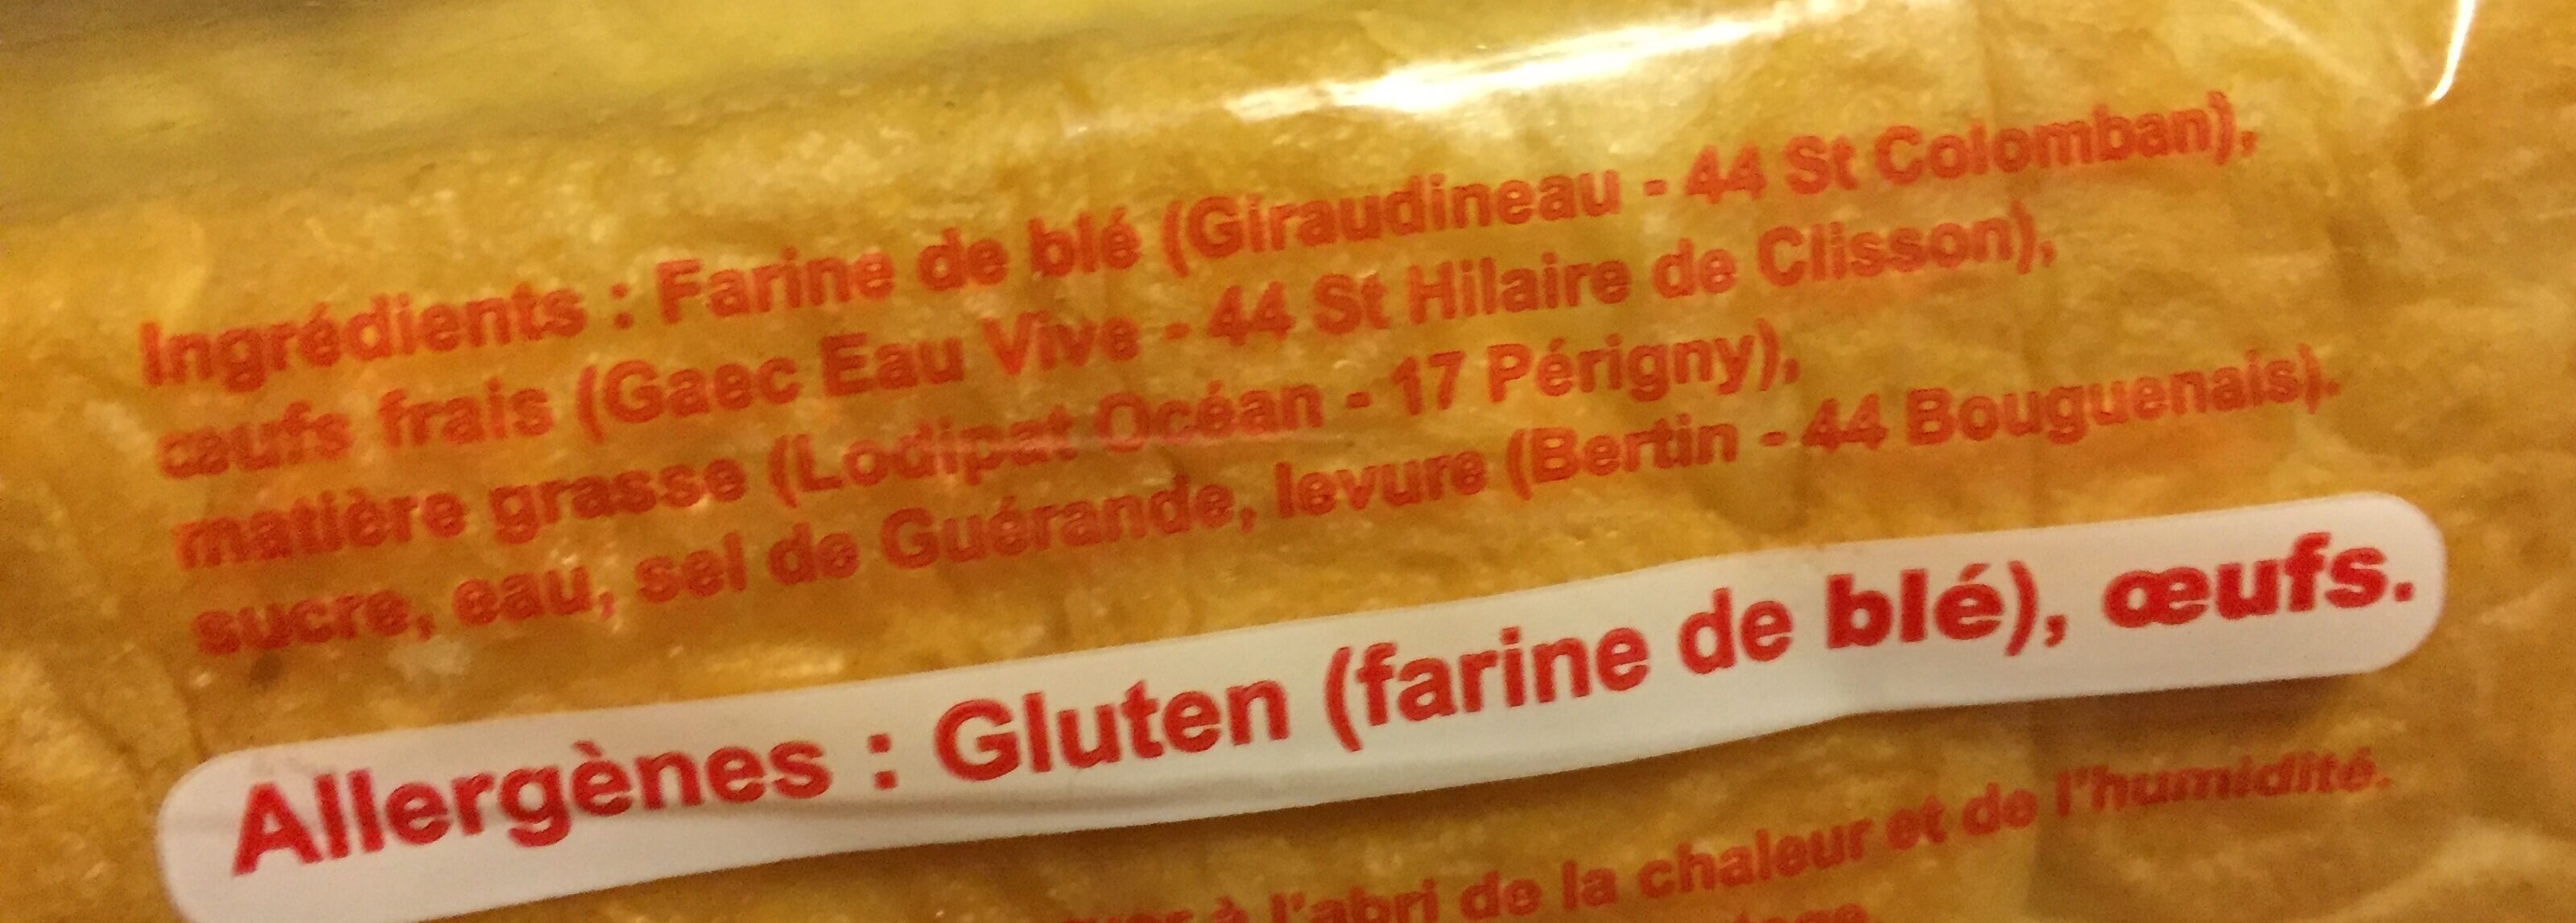 Ingrédients : Farine de blé (Giraudineau - 44 St Colomban),
œufs frais (Gaec Eau Vive - 44 St Hilaire de Clisson),
matière grasse (Lodipat Océan - 17 Périgny),
sucre, eau, sel de Guérande, levure (Bertin - 44 Bouguenais).
Allergènes : Gluten (farine de blé), œufs.
à l'abri de la chaleur et de l'humidité.